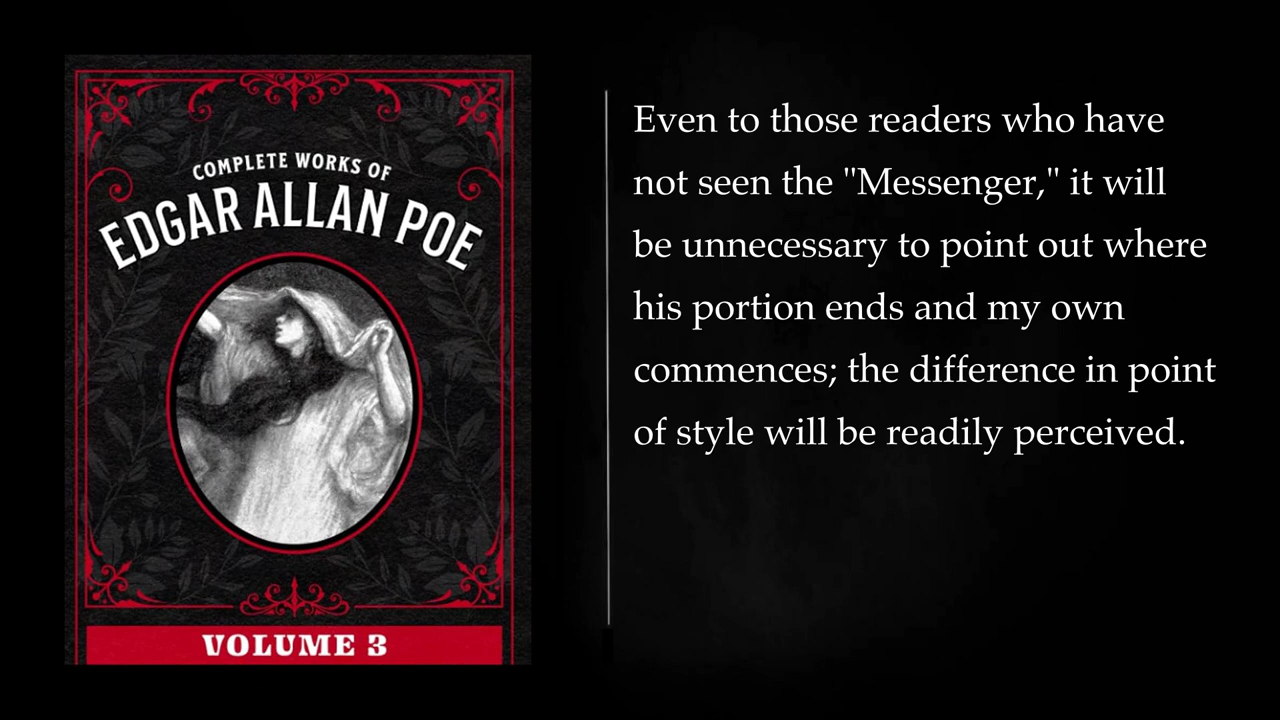 COMPLETE WORKS OF
EDGAR ALLAN POE
VOLUME 3
Even to those readers who have
not seen the "Messenger," it will
be unnecessary to point out where
his portion ends and my own
commences; the difference in point
of style will be readily perceived.